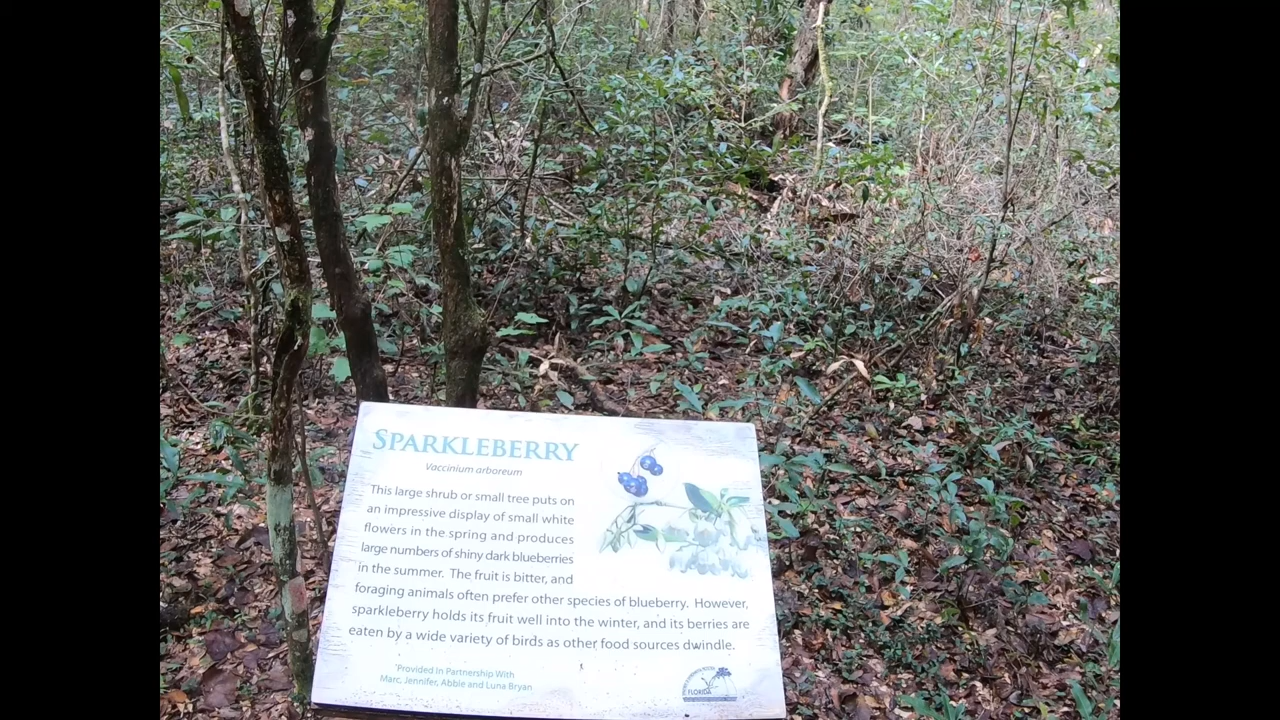 SPARKLEBERRY
Vaccinium arboreum
This large shrub or small tree puts on
an impressive display of small white
flowers in the spring and produces
large numbers of shiny dark blueberries
in the summer. The fruit is bitter, and
foraging animals often prefer other species of blueberry. However,
sparkleberry holds its fruit well into the winter, and its berries are
eaten by a wide variety of birds as other food sources dwindle.
*Provided in Partnership With
Marc, Jennifer, Abbie and Luna Bryan
FLORIDA